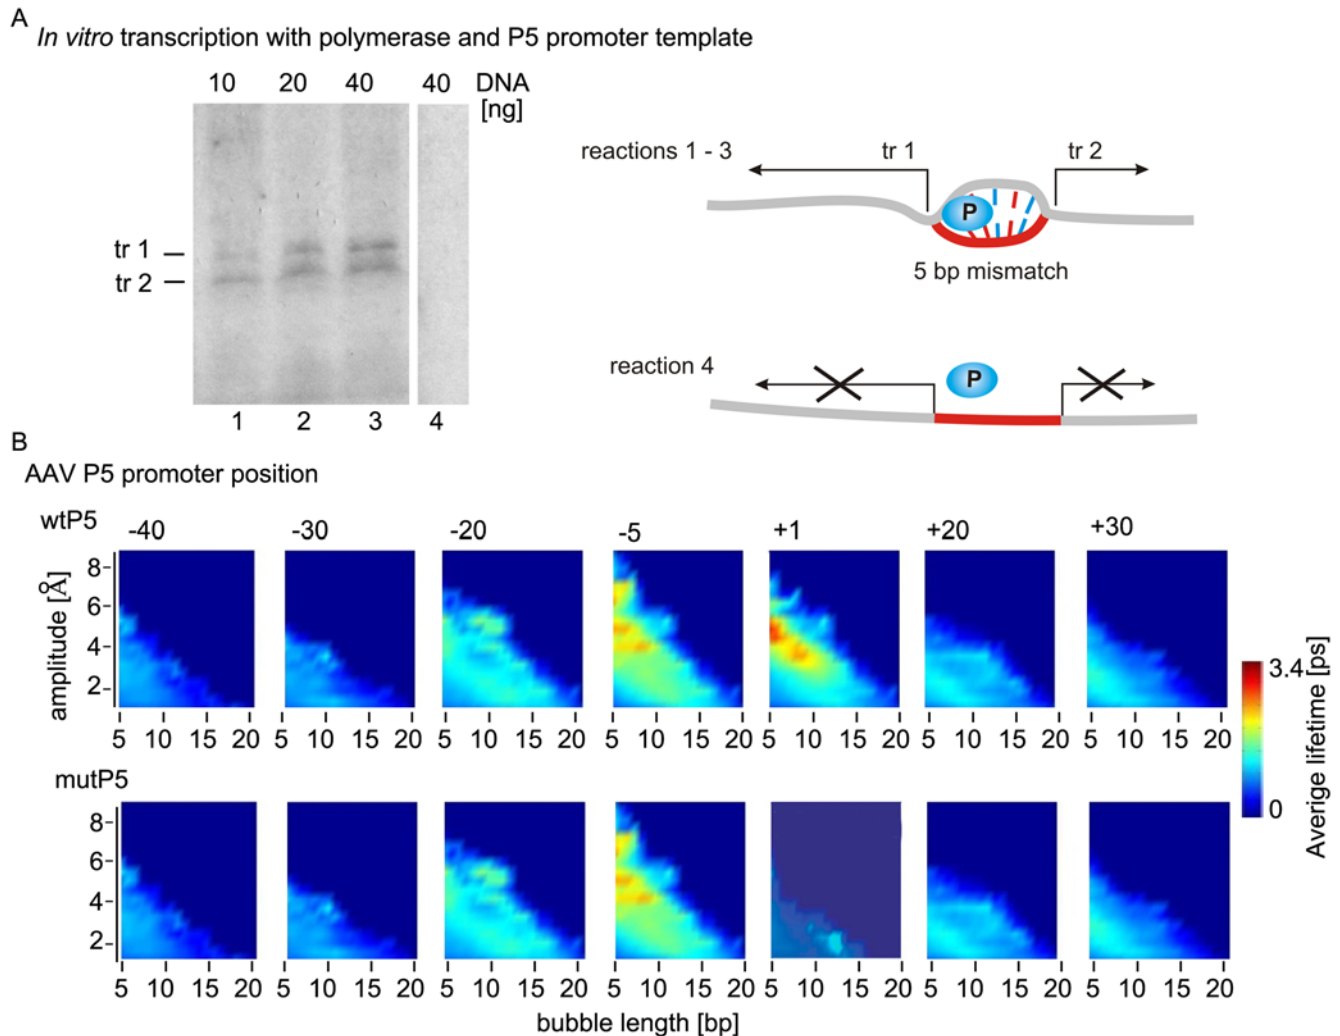 A
In vitro transcription with polymerase and P5 promoter template
10 20 40 40 DNA [ng]
tr 1
tr 2
1 2 3 4
reactions 1 - 3
tr 1
tr 2
P
5 bp mismatch
reaction 4
P
B
AAV P5 promoter position
wtP5
-40 -30 -20 -5 +1 +20 +30
amplitude [Å]
8
6
4
2
5 10 15 20 5 10 15 20 5 10 15 20 5 10 15 20 5 10 15 20 5 10 15 20 5 10 15 20
mutP5
8
6
4
2
5 10 15 20 5 10 15 20 5 10 15 20 5 10 15 20 5 10 15 20 5 10 15 20 5 10 15 20
bubble length [bp]
3.4
0
Averige lifetime [ps]